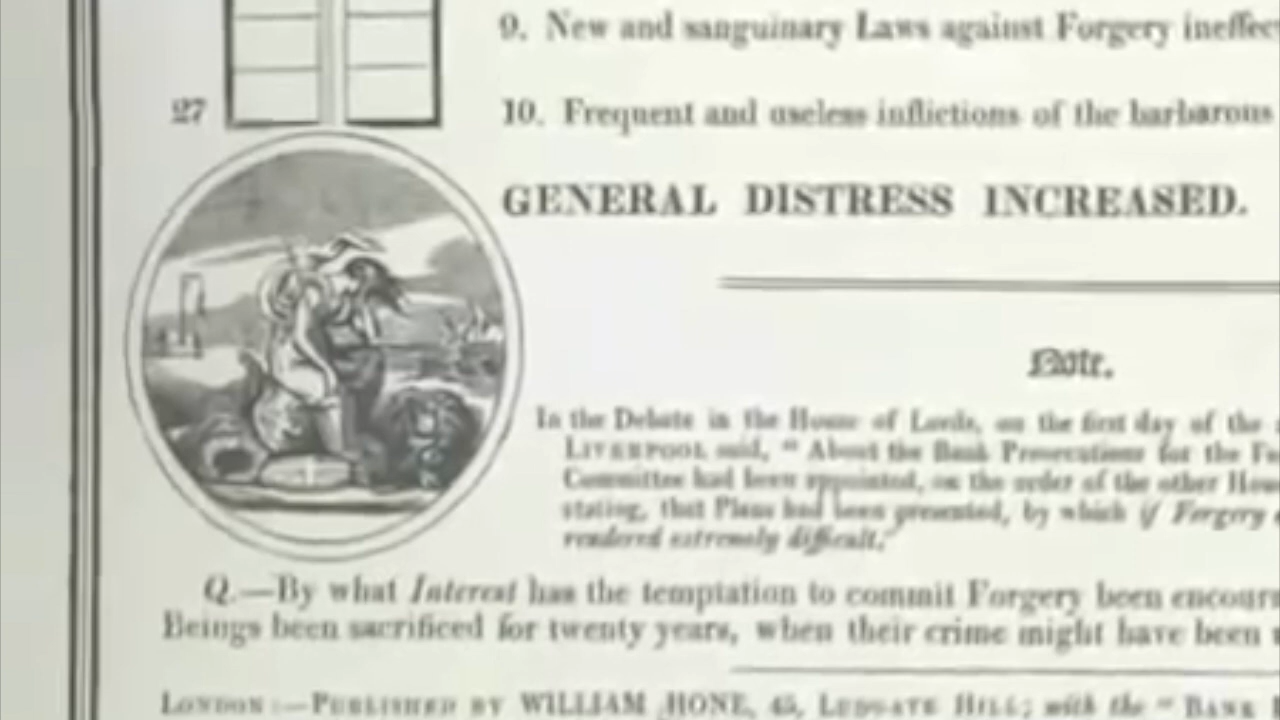 9. New and sanguinary Laws against Forgery ineffec
27
10. Frequent and useless inflictions of the barbarous
GENERAL DISTRESS INCREASED.
Note.
In the Debate in the House of Lords, on the first day of the
LIVERPOOL said, "About the Bank Prosecutions for the Fo
Committee had been appointed, on the order of the other Hou
stating, that Plans had been presented, by which if Forgery
rendered extremely difficult."
Q.—By what Interest has the temptation to commit Forgery been encour
Beings been sacrificed for twenty years, when their crime might have been
LONDON:—PUBLISHED BY WILLIAM HONE, 45, LUDGATE HILL; with the "BANK